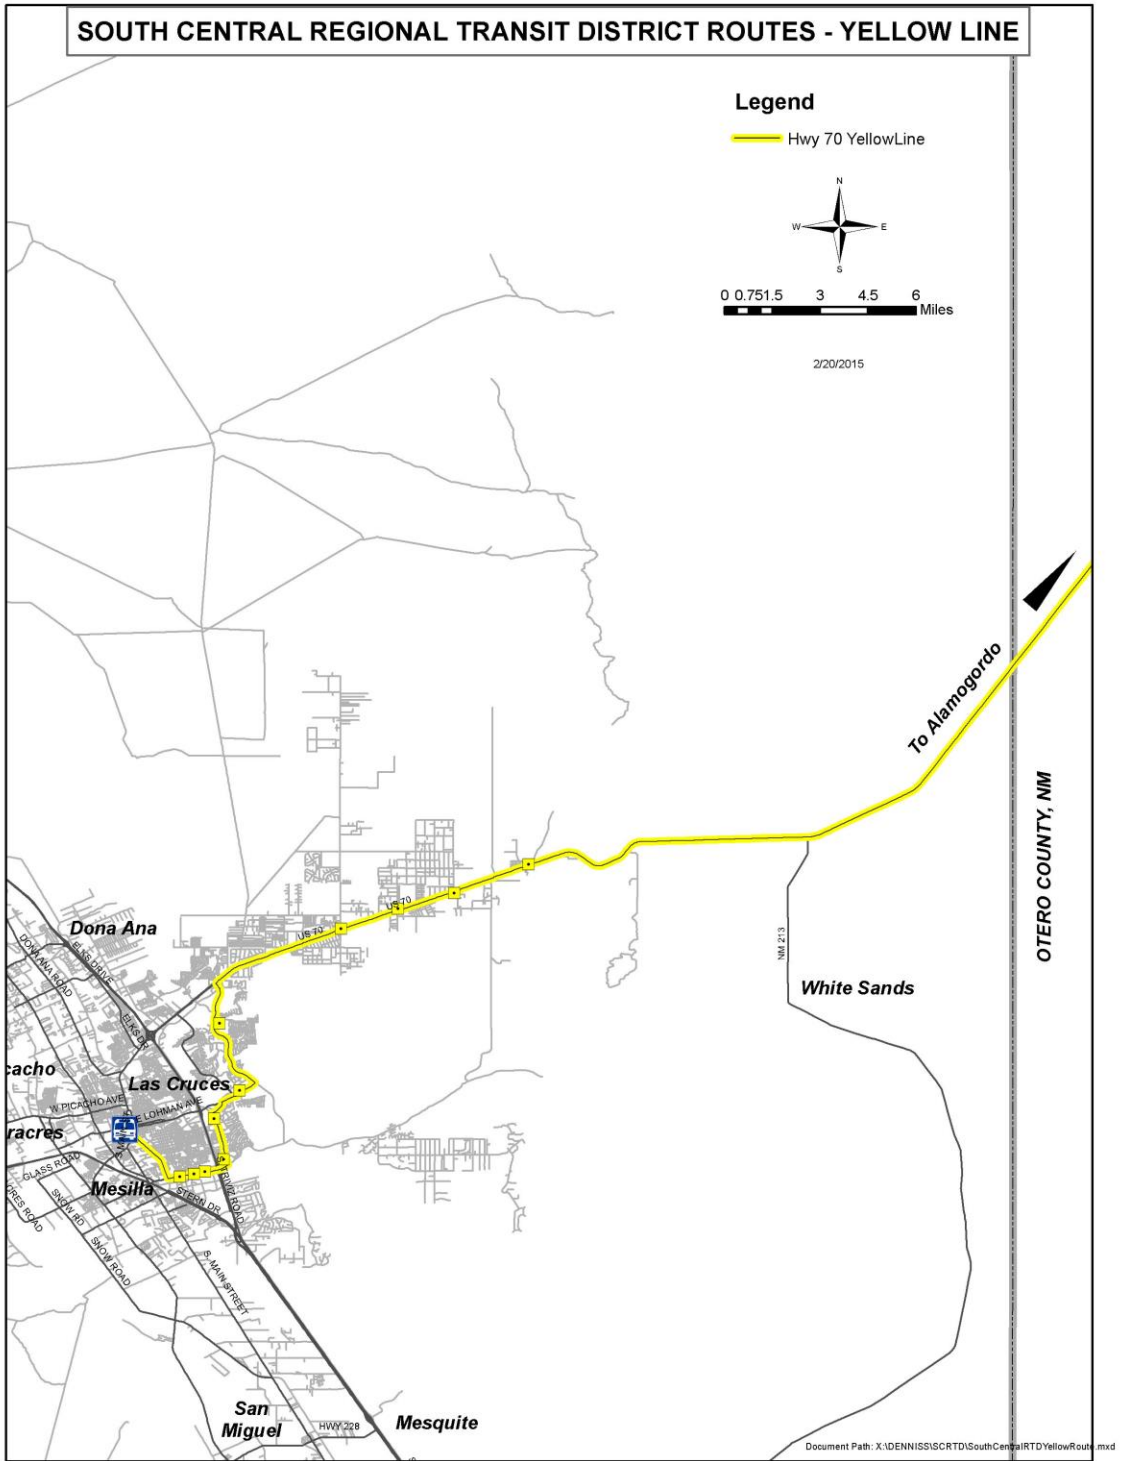 SOUTH CENTRAL REGIONAL TRANSIT DISTRICT ROUTES - YELLOW LINE
Legend
Hwy 70 YellowLine
N
W E
S
0 0.751.5 3 4.5 6
Miles
2/20/2015
To Alamogordo
OTERO COUNTY, NM
US 70
US 70
NM 213
White Sands
Dona Ana
ELKS DRIVE
DONA ANA ROAD
ELKS DR
cacho
Las Cruces
W PICACHO AVE
E LOHMAN AVE
racres
GLASS ROAD
Mesilla
STERN DR
S TRIVIZ ROAD
ORES ROAD
SNOW RD
SNOW ROAD
S. MAIN STREET
San
Miguel
HWY 228
Mesquite
Document Path: X:\DENNISS\SCRTD\SouthCentralRTDYellowRoute.mxd